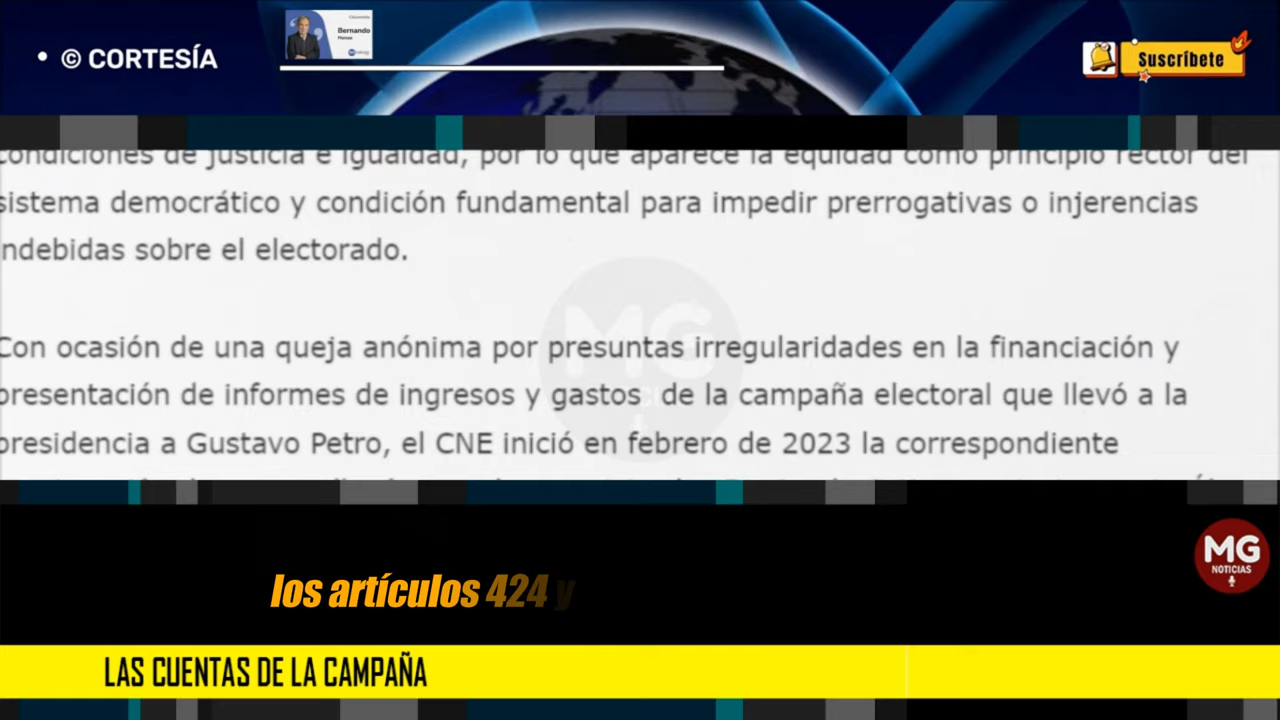 • © CORTESÍA
Columnista
Bernando
Henao
Suscríbete
condiciones de justicia e igualdad, por lo que aparece la equidad como principio rector del
sistema democrático y condición fundamental para impedir prerrogativas o injerencias
indebidas sobre el electorado.
Con ocasión de una queja anónima por presuntas irregularidades en la financiación y
presentación de informes de ingresos y gastos de la campaña electoral que llevó a la
presidencia a Gustavo Petro, el CNE inició en febrero de 2023 la correspondiente
MG
MG
NOTICIAS
los artículos 424 y
LAS CUENTAS DE LA CAMPAÑA